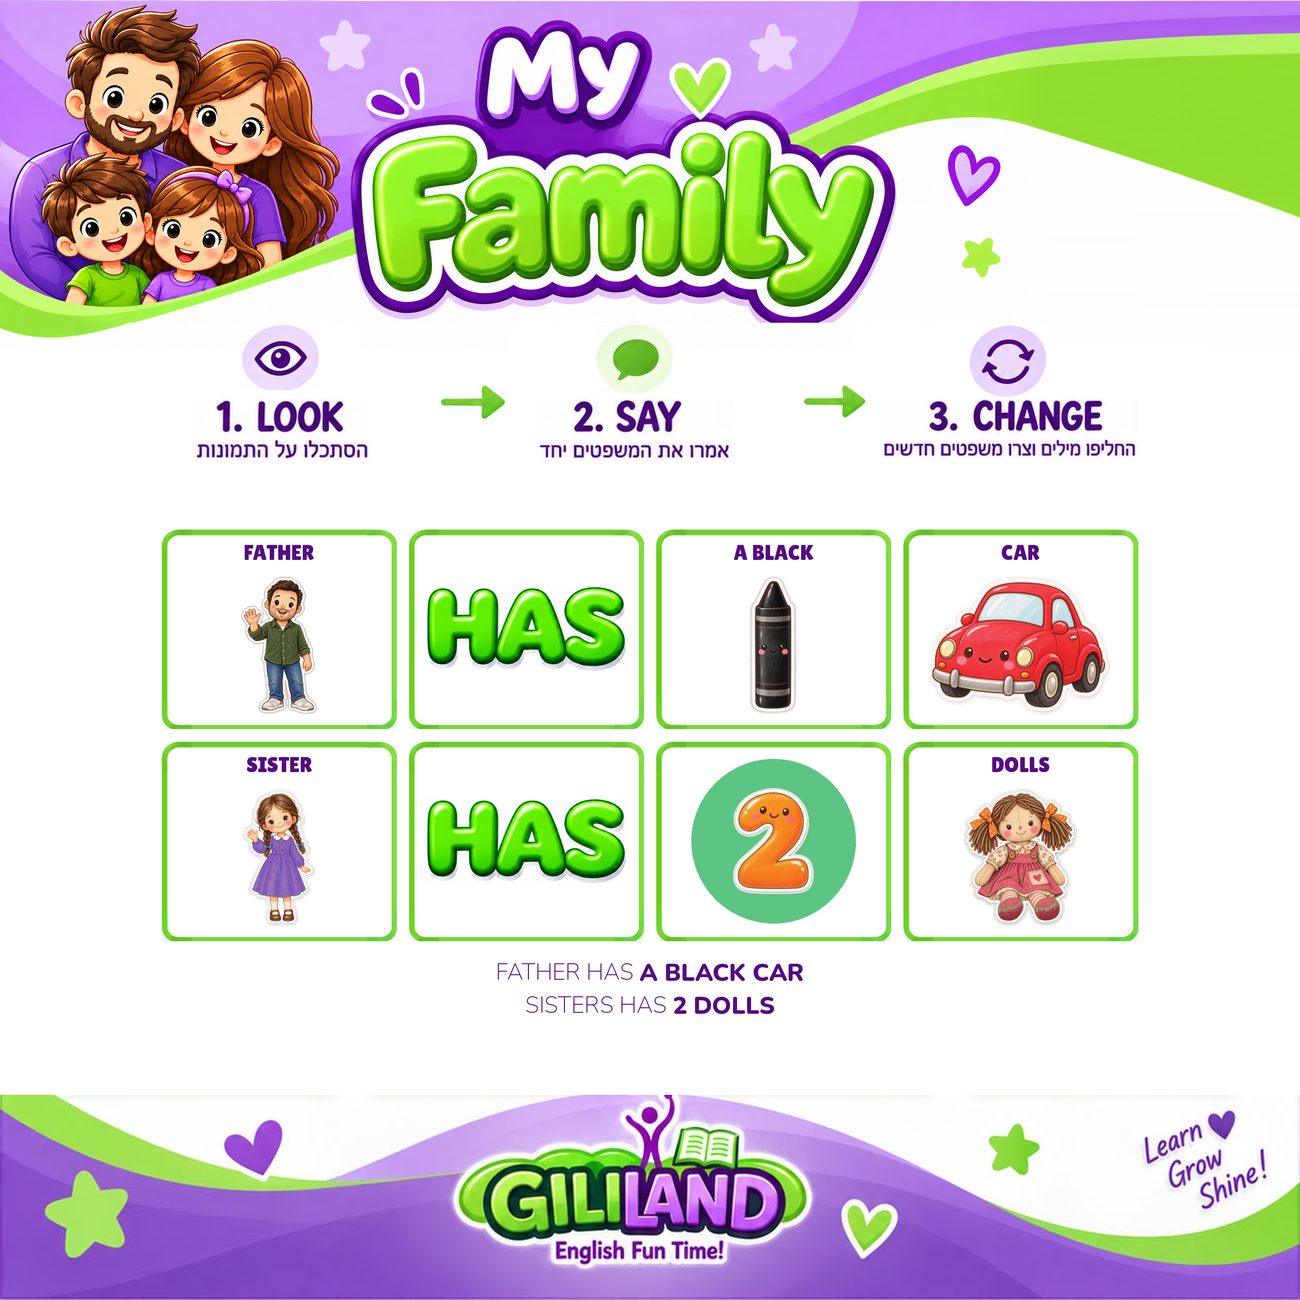 My
Family
1. LOOK
הסתכלו על התמונות
2. SAY
אמרו את המשפטים יחד
3. CHANGE
החליפו מילים וצרו משפטים חדשים
FATHER
HAS
A BLACK
CAR
SISTER
HAS
2
DOLLS
FATHER HAS A BLACK CAR
SISTERS HAS 2 DOLLS
GILILAND
English Fun Time!
Learn
Grow
Shine!